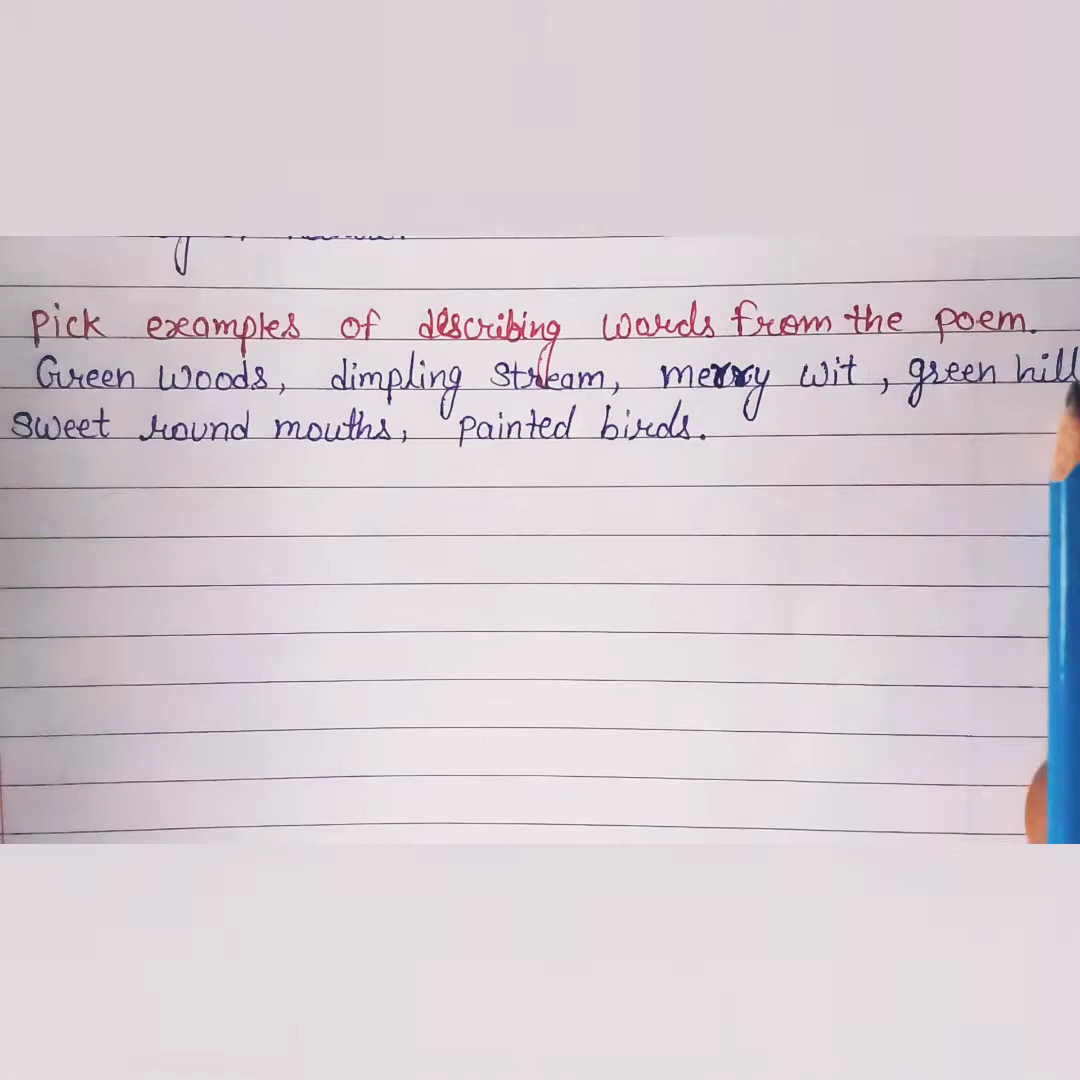 Pick examples of describing words from the poem.
Green woods, dimpling stream, merry wit, green hill
sweet round mouths, painted birds.